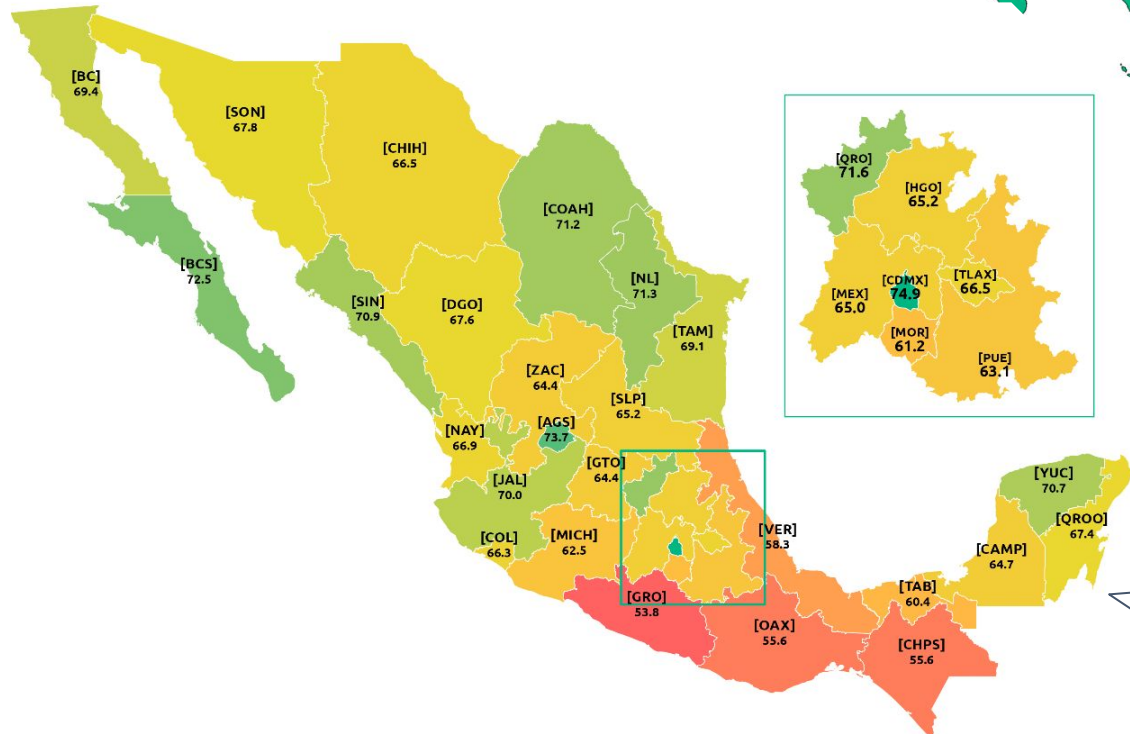 [BC]
69.4
[SON]
67.8
[CHIH]
66.5
[COAH]
71.2
[BCS]
72.5
[SIN]
70.9
[DGO]
67.6
[NL]
71.3
[TAM]
69.1
[ZAC]
64.4
[SLP]
65.2
[NAY]
66.9
[AGS]
73.7
[GTO]
64.4
[JAL]
70.0
[COL]
66.3
[MICH]
62.5
[VER]
58.3
[GRO]
53.8
[OAX]
55.6
[TAB]
60.4
[CHPS]
55.6
[CAMP]
64.7
[YUC]
70.7
[QROO]
67.4
[QRO]
71.6
[HGO]
65.2
[MEX]
65.0
[CDMX]
74.9
[TLAX]
66.5
[MOR]
61.2
[PUE]
63.1